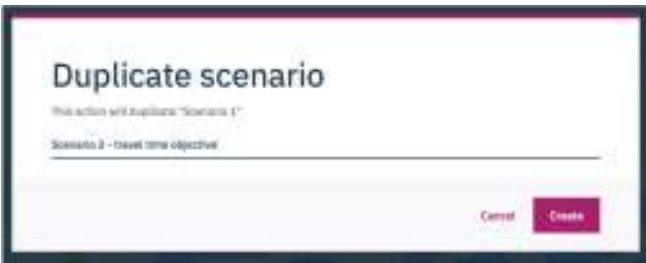 Duplicate scenario
This action will duplicate "Scenario 1"
Scenario 2 - travel time objective
Cancel
Create